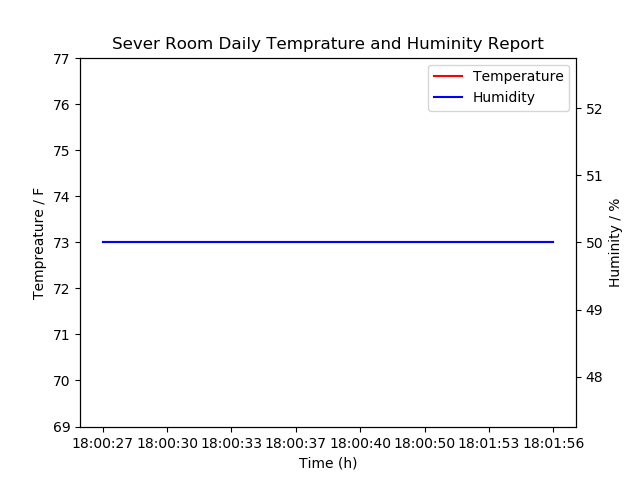 Sever Room Daily Temprature and Huminity Report
Temperature
Humidity
Tempreature / F
77
76
75
74
73
72
71
70
69
52
51
50
49
48
Huminity / %
18:00:27 18:00:30 18:00:33 18:00:37 18:00:40 18:00:50 18:01:53 18:01:56
Time (h)